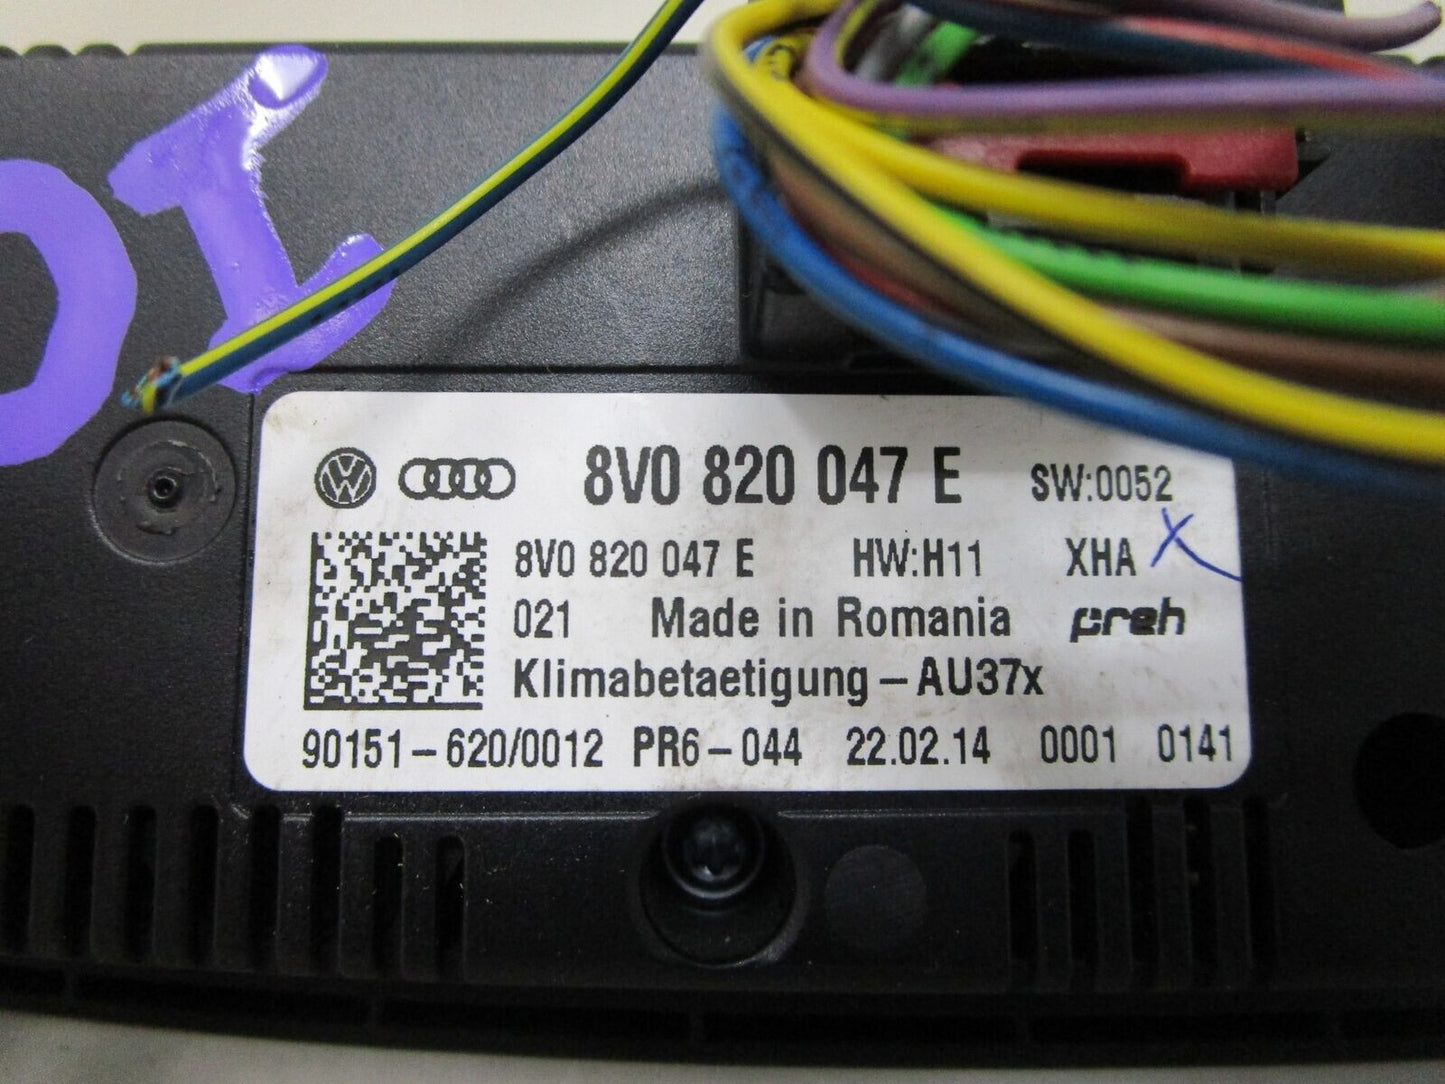 8V0 820 047 E SW:0052
8V0 820 047 E HW:H11 XHA X
021 Made in Romania preh
Klimabetaetigung-AU37x
90151-620/0012 PR6-044 22.02.14 0001 0141